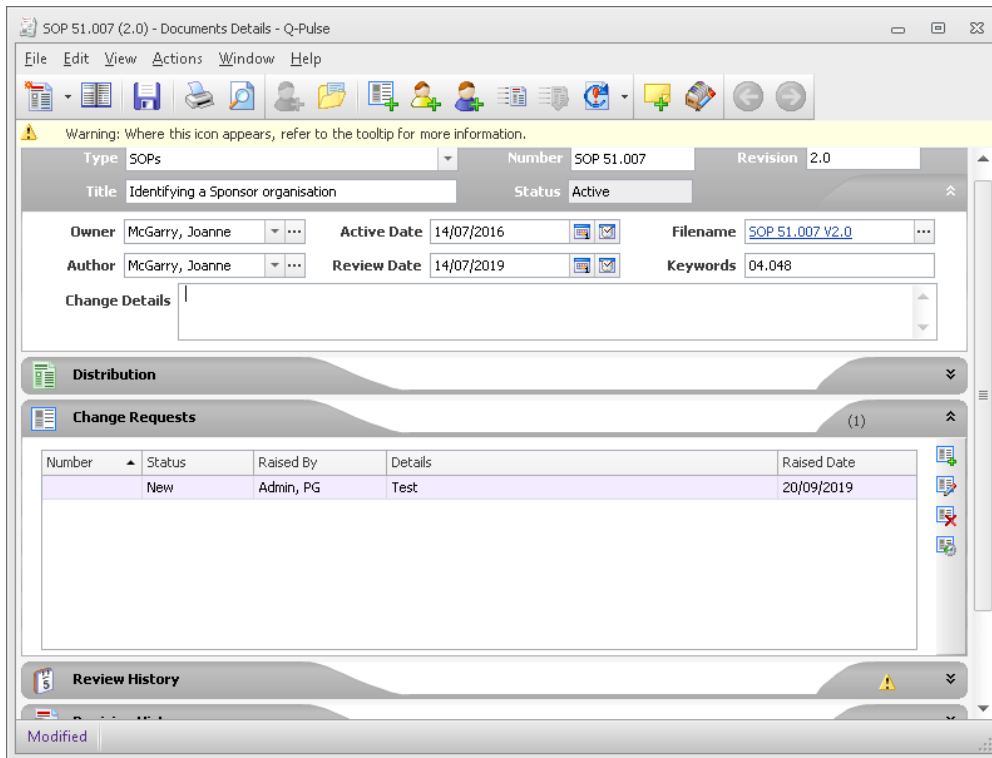 SOP 51.007 (2.0) - Documents Details - Q-Pulse
File Edit View Actions Window Help
Warning: Where this icon appears, refer to the tooltip for more information.
Type SOPs Number SOP 51.007 Revision 2.0
Title Identifying a Sponsor organisation Status Active
Owner McGarry, Joanne Active Date 14/07/2016 Filename SOP 51.007 V2.0
Author McGarry, Joanne Review Date 14/07/2019 Keywords 04.048
Change Details
Distribution
Change Requests (1)
Number Status Raised By Details Raised Date
New Admin, PG Test 20/09/2019
5 Review History
Modified